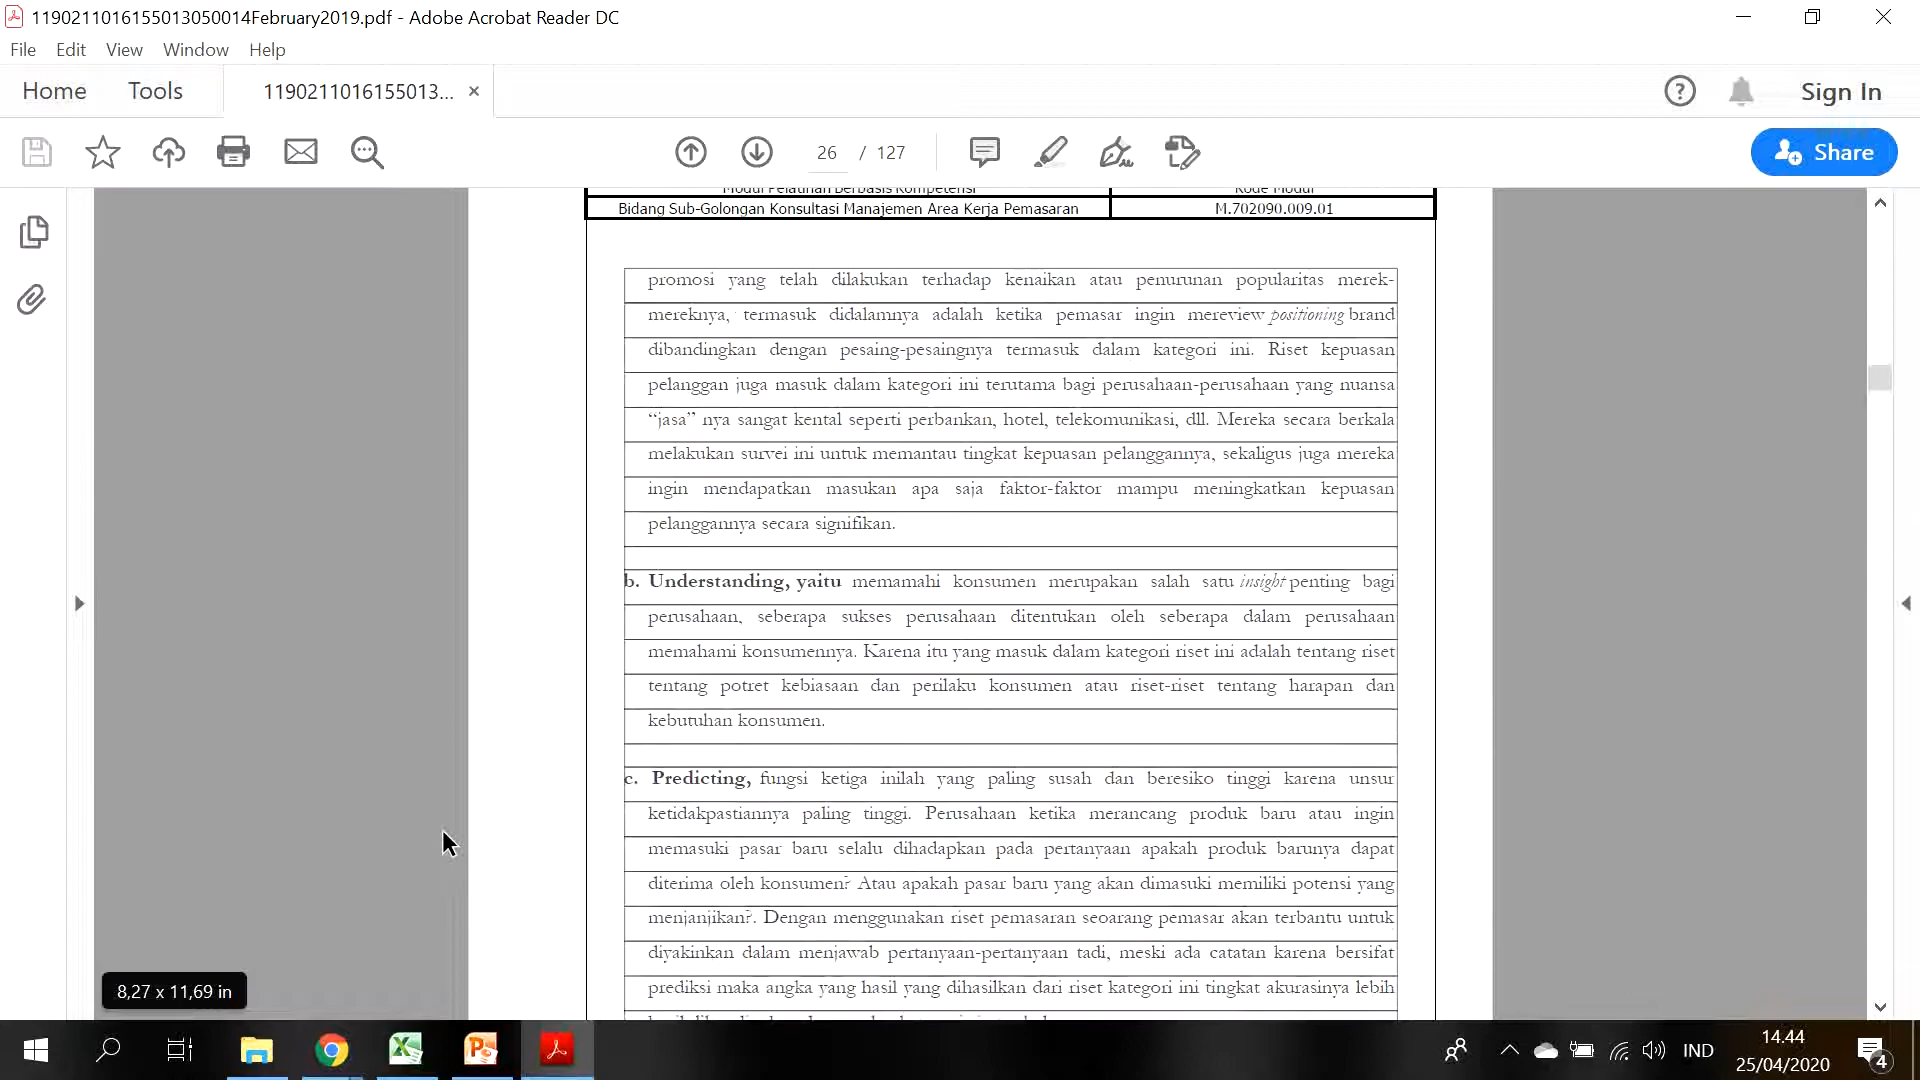 1190211016155013050014February2019.pdf - Adobe Acrobat Reader DC
File Edit View Window Help
Home Tools 1190211016155013... × Sign In
26 / 127 Share
Modul Pelatihan Berbasis Kompetensi Kode Modul
Bidang Sub-Golongan Konsultasi Manajemen Area Kerja Pemasaran M.702090.009.01
promosi yang telah dilakukan terhadap kenaikan atau penurunan popularitas merek-
mereknya, termasuk didalamnya adalah ketika pemasar ingin mereview positioning brand
dibandingkan dengan pesaing-pesaingnya termasuk dalam kategori ini. Riset kepuasan
pelanggan juga masuk dalam kategori ini terutama bagi perusahaan-perusahaan yang nuansa
“jasa” nya sangat kental seperti perbankan, hotel, telekomunikasi, dll. Mereka secara berkala
melakukan survei ini untuk memantau tingkat kepuasan pelanggannya, sekaligus juga mereka
ingin mendapatkan masukan apa saja faktor-faktor mampu meningkatkan kepuasan
pelanggannya secara signifikan.
b. Understanding, yaitu memamahi konsumen merupakan salah satu insight penting bagi
perusahaan, seberapa sukses perusahaan ditentukan oleh seberapa dalam perusahaan
memahami konsumennya. Karena itu yang masuk dalam kategori riset ini adalah tentang riset
tentang potret kebiasaan dan perilaku konsumen atau riset-riset tentang harapan dan
kebutuhan konsumen.
c. Predicting, fungsi ketiga inilah yang paling susah dan beresiko tinggi karena unsur
ketidakpastiannya paling tinggi. Perusahaan ketika merancang produk baru atau ingin
memasuki pasar baru selalu dihadapkan pada pertanyaan apakah produk barunya dapat
diterima oleh konsumen? Atau apakah pasar baru yang akan dimasuki memiliki potensi yang
menjanjikan?. Dengan menggunakan riset pemasaran seoarang pemasar akan terbantu untuk
diyakinkan dalam menjawab pertanyaan-pertanyaan tadi, meski ada catatan karena bersifat
prediksi maka angka yang hasil yang dihasilkan dari riset kategori ini tingkat akurasinya lebih
8,27 x 11,69 in
IND
14.44
25/04/2020
4